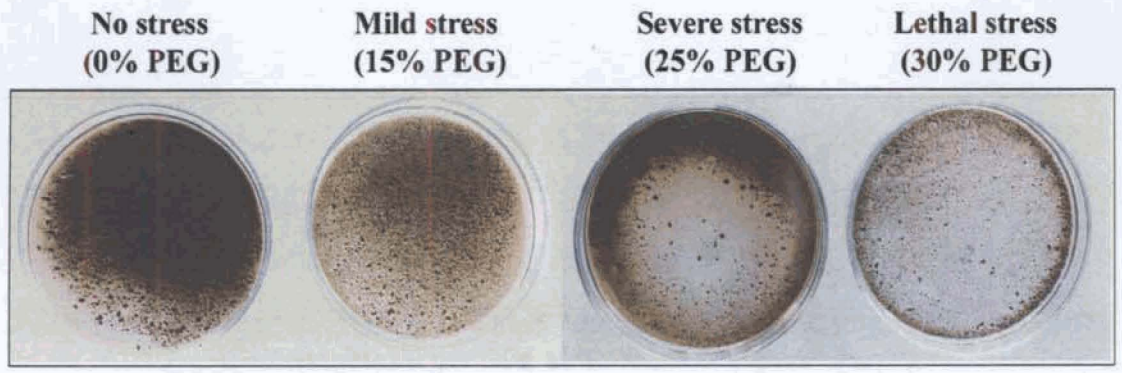 No stress Mild stress Severe stress Lethal stress
(0% PEG) (15% PEG) (25% PEG) (30% PEG)